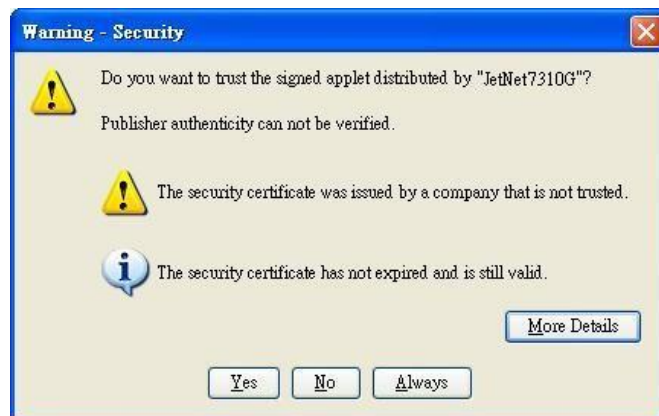 Warning - Security
Do you want to trust the signed applet distributed by "JetNet7310G"?
Publisher authenticity can not be verified.
The security certificate was issued by a company that is not trusted.
The security certificate has not expired and is still valid.
More Details
Yes No Always